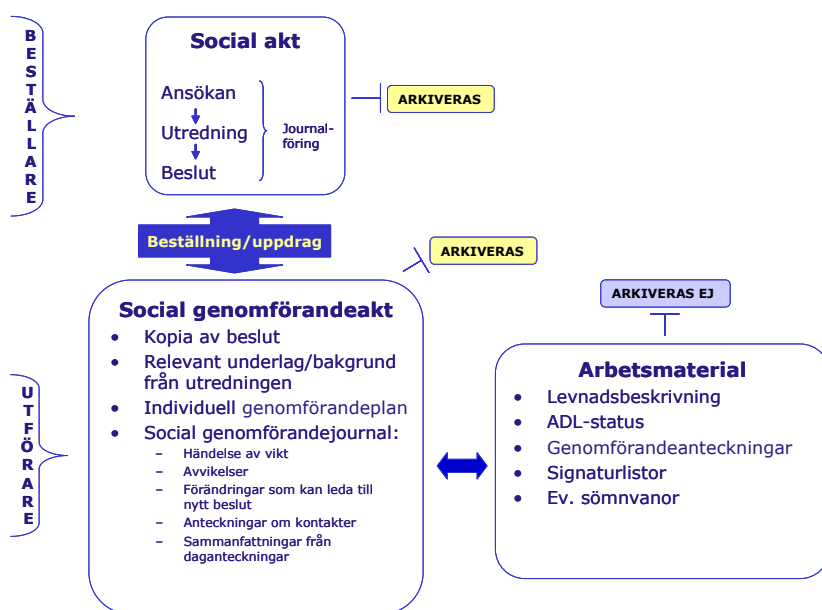 BESTÄLLARE
Social akt
Ansökan
Utredning
Beslut
Journal-
föring
ARKIVERAS
Beställning/uppdrag
ARKIVERAS
UTFÖRARE
Social genomförandeakt
• Kopia av beslut
• Relevant underlag/bakgrund
från utredningen
• Individuell genomförandeplan
• Social genomförandejournal:
– Händelse av vikt
– Avvikelser
– Förändringar som kan leda till
nytt beslut
– Anteckningar om kontakter
– Sammanfattningar från
daganteckningar
ARKIVERAS EJ
Arbetsmaterial
• Levnadsbeskrivning
• ADL-status
• Genomförandeanteckningar
• Signaturlistor
• Ev. sömnvanor